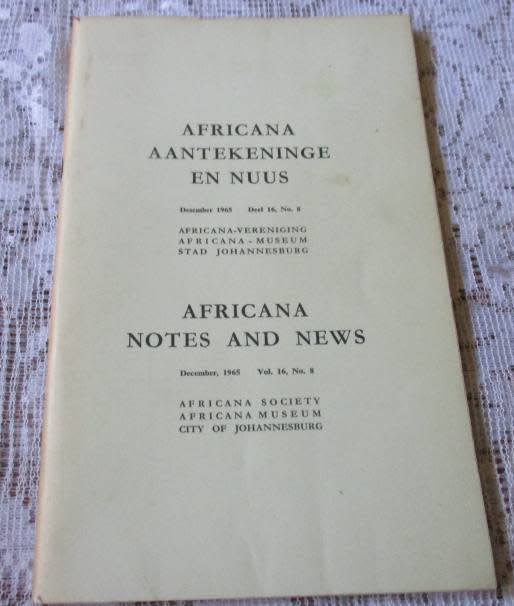 AFRICANA
AANTEKENINGE
EN NUUS
Desember 1965 Deel 16, No. 8
AFRICANA-VERENIGING
AFRICANA - MUSEUM
STAD JOHANNESBURG
AFRICANA
NOTES AND NEWS
December, 1965 Vol. 16, No. 8
AFRICANA SOCIETY
AFRICANA MUSEUM
CITY OF JOHANNESBURG